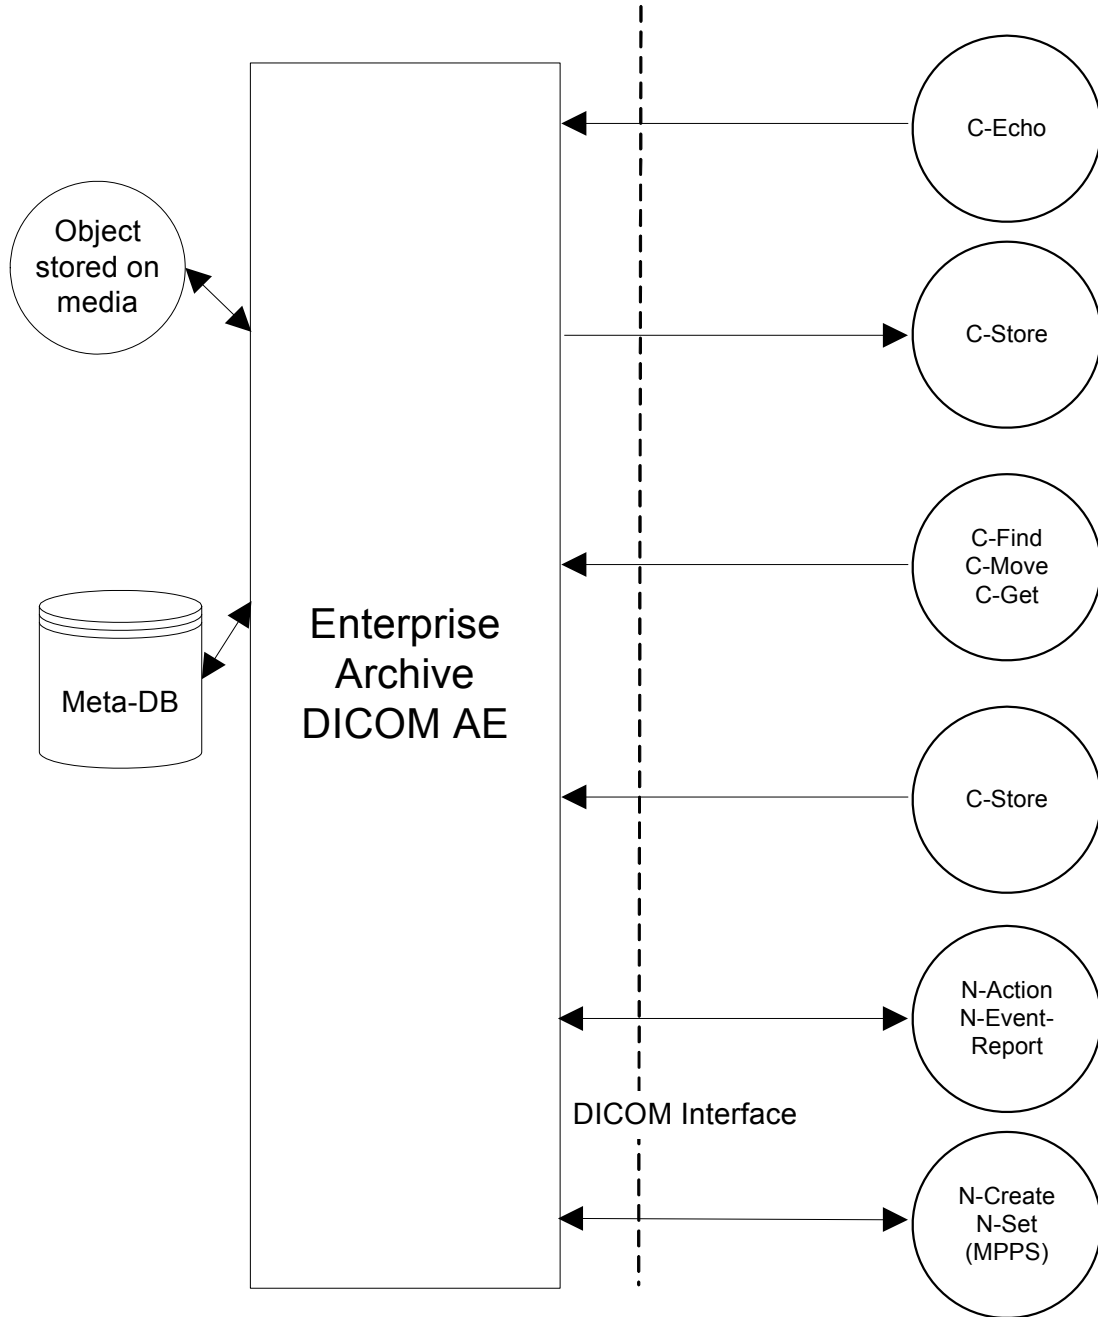 C-Echo
Object
stored on
media
C-Store
C-Find
C-Move
C-Get
Enterprise
Archive
DICOM AE
Meta-DB
C-Store
N-Action
N-Event-
Report
DICOM Interface
N-Create
N-Set
(MPPS)